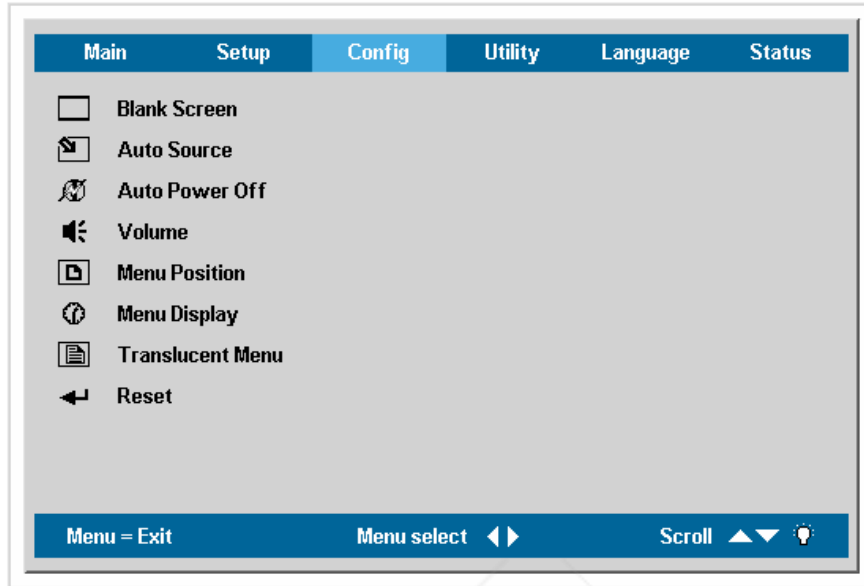 Main Setup Config Utility Language Status
Blank Screen
Auto Source
Auto Power Off
Volume
Menu Position
Menu Display
Translucent Menu
Reset
Menu = Exit Menu select Scroll